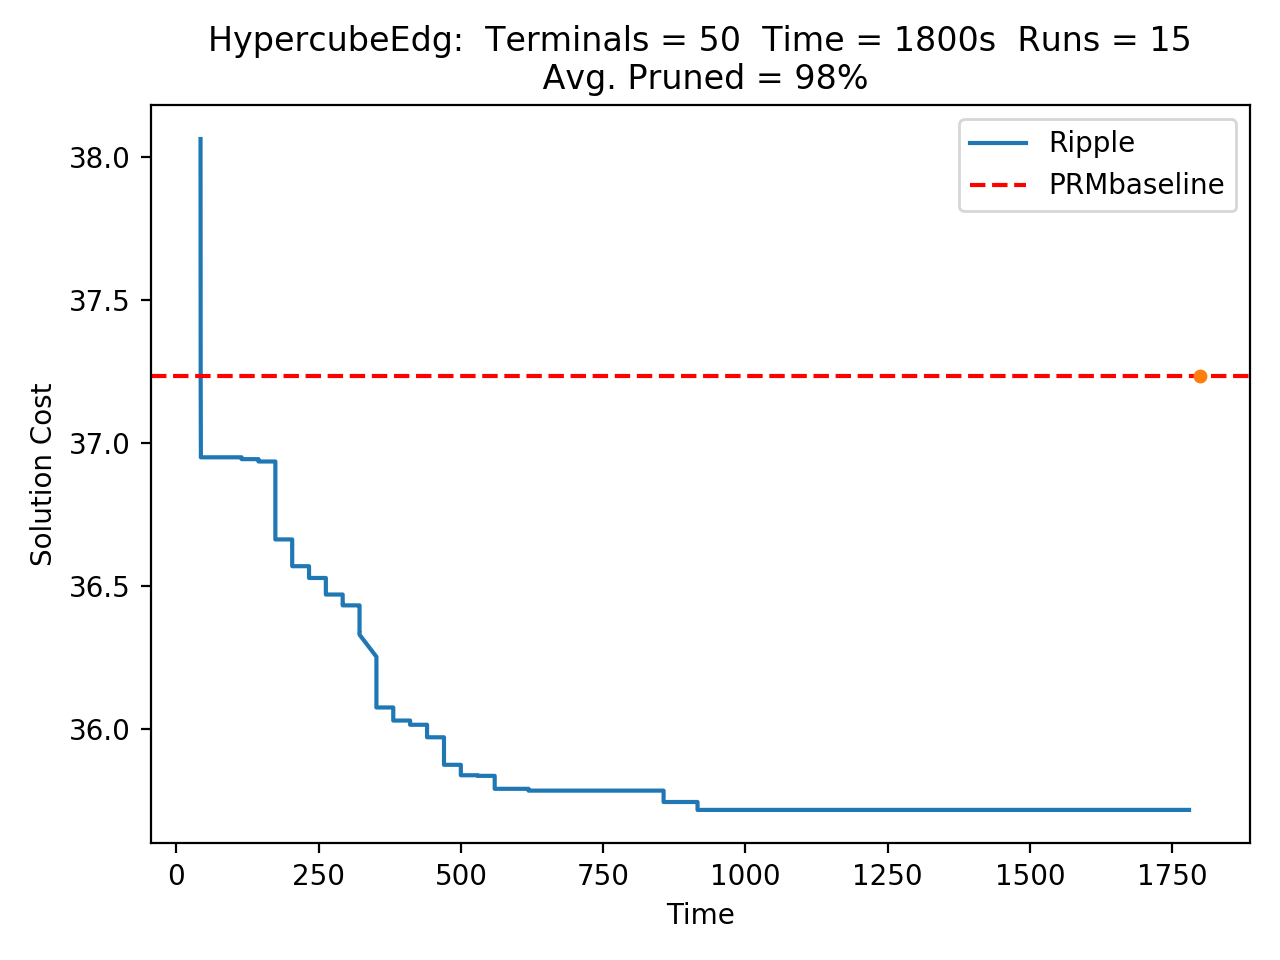 HypercubeEdg:  Terminals = 50  Time = 1800s  Runs = 15
Avg. Pruned = 98%
Ripple
PRMbaseline
38.0
37.5
37.0
36.5
36.0
Solution Cost
0
250
500
750
1000
1250
1500
1750
Time